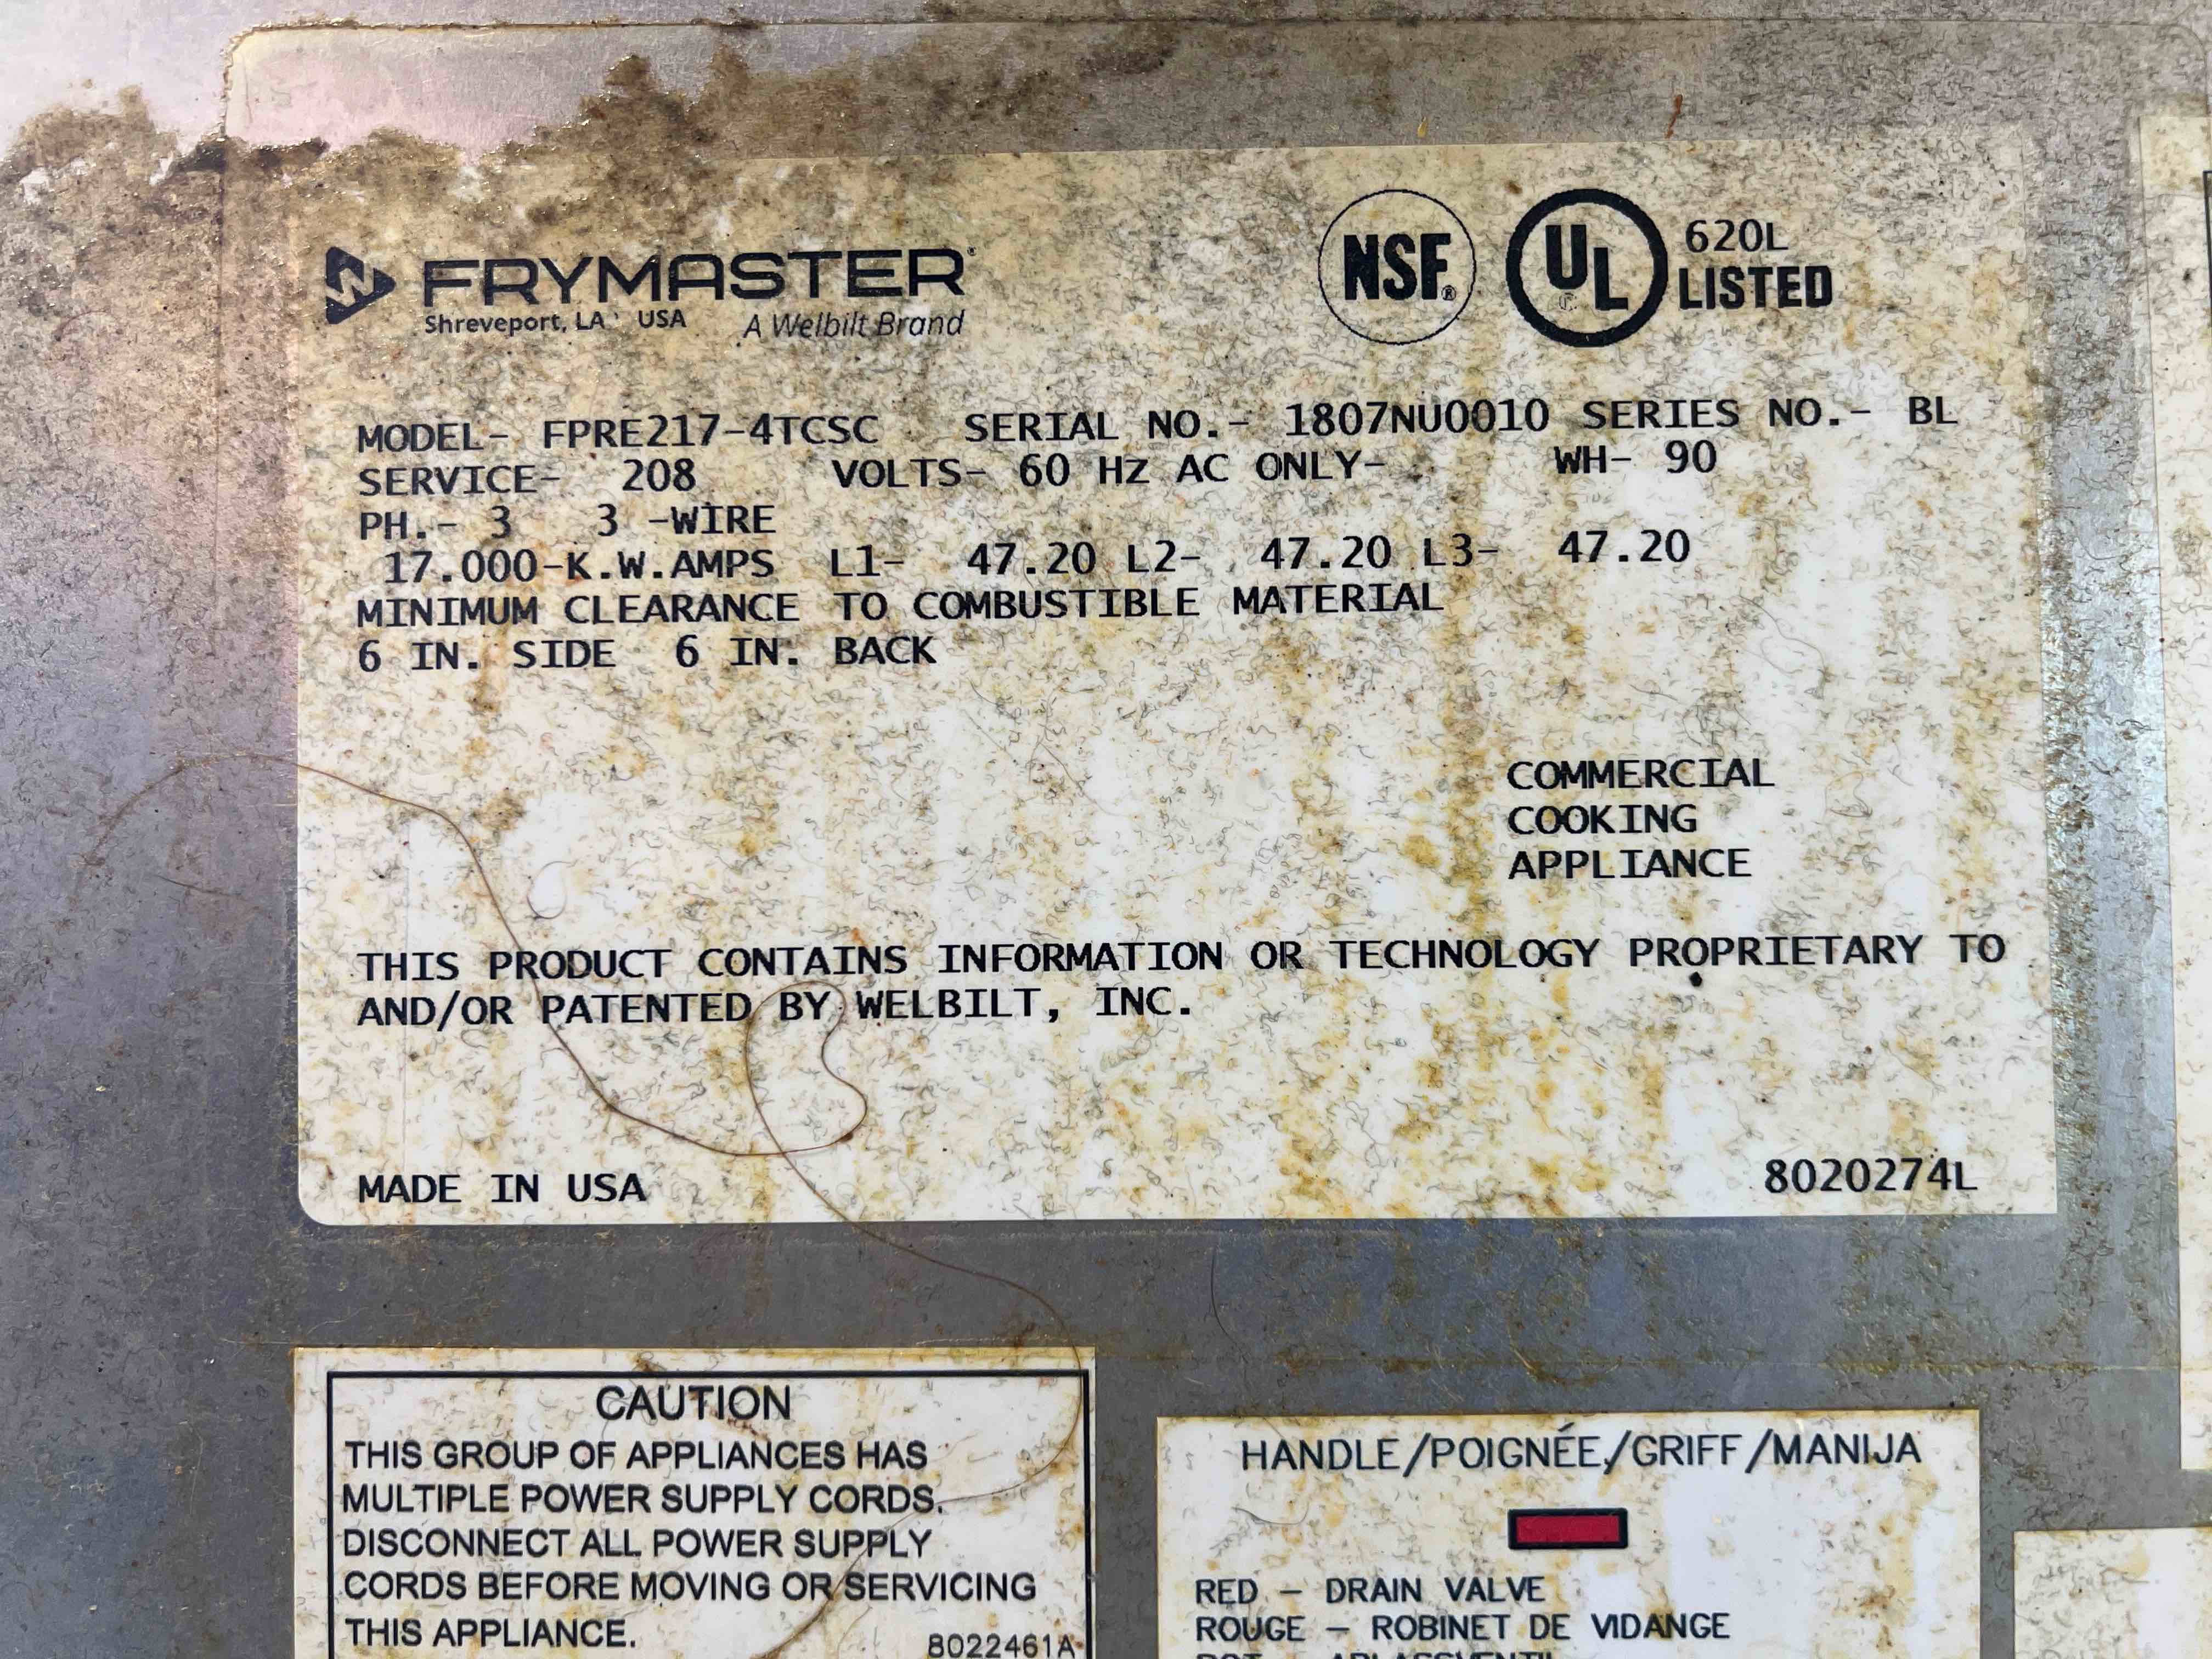 FRYMASTER
Shreveport, LA USA A Welbilt Brand
NSF® UL 620L
LISTED
MODEL- FPRE217-4TCSC SERIAL NO.- 1807NU0010 SERIES NO.- BL
SERVICE- 208 VOLTS- 60 HZ AC ONLY- WH- 90
PH.- 3 3 -WIRE
17.000-K.W.AMPS L1- 47.20 L2- 47.20 L3- 47.20
MINIMUM CLEARANCE TO COMBUSTIBLE MATERIAL
6 IN. SIDE 6 IN. BACK
COMMERCIAL
COOKING
APPLIANCE
THIS PRODUCT CONTAINS INFORMATION OR TECHNOLOGY PROPRIETARY TO
AND/OR PATENTED BY WELBILT, INC.
MADE IN USA 8020274L
CAUTION
THIS GROUP OF APPLIANCES HAS
MULTIPLE POWER SUPPLY CORDS.
DISCONNECT ALL POWER SUPPLY
CORDS BEFORE MOVING OR SERVICING
THIS APPLIANCE.
8022461A
HANDLE/POIGNÉE/GRIFF/MANIJA
RED – DRAIN VALVE
ROUGE – ROBINET DE VIDANGE